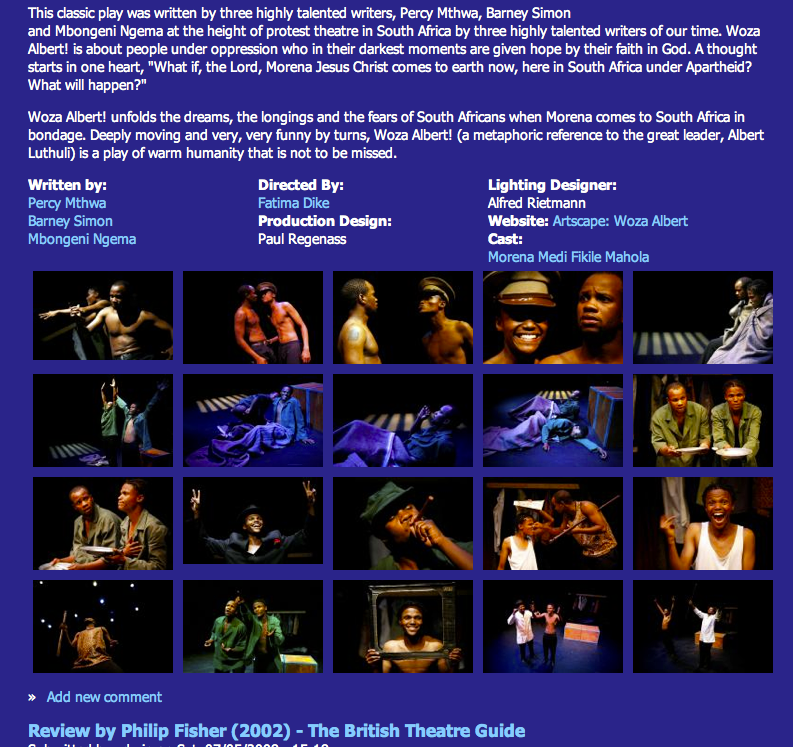 This classic play was written by three highly talented writers, Percy Mthwa, Barney Simon
and Mbongeni Ngema at the height of protest theatre in South Africa by three highly talented writers of our time. Woza
Albert! is about people under oppression who in their darkest moments are given hope by their faith in God. A thought
starts in one heart, "What if, the Lord, Morena Jesus Christ comes to earth now, here in South Africa under Apartheid?
What will happen?"
Woza Albert! unfolds the dreams, the longings and the fears of South Africans when Morena comes to South Africa in
bondage. Deeply moving and very, very funny by turns, Woza Albert! (a metaphoric reference to the great leader, Albert
Luthuli) is a play of warm humanity that is not to be missed.
Written by:
Percy Mthwa
Barney Simon
Mbongeni Ngema
Directed By:
Fatima Dike
Production Design:
Paul Regenass
Lighting Designer:
Alfred Rietmann
Website: Artscape: Woza Albert
Cast:
Morena Medi Fikile Mahola
» Add new comment
Review by Philip Fisher (2002) - The British Theatre Guide